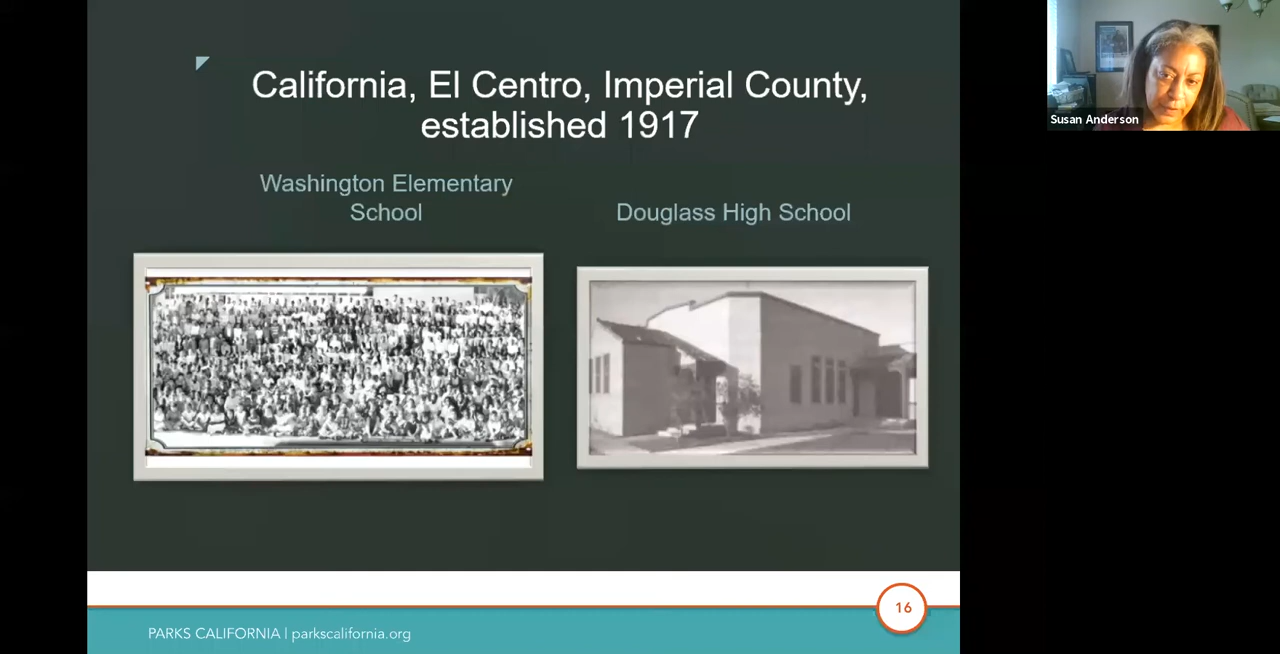 California, El Centro, Imperial County,
established 1917
Washington Elementary
School
Douglass High School
Susan Anderson
16
PARKS CALIFORNIA | parkscalifornia.org